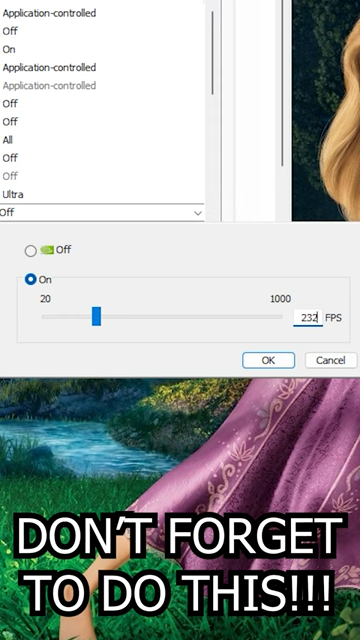 Application-controlled
Off
On
Application-controlled
Application-controlled
Off
Off
All
Off
Off
Ultra
Off
Off
On
20 1000
232 FPS
OK Cancel
DON'T FORGET
TO DO THIS!!!